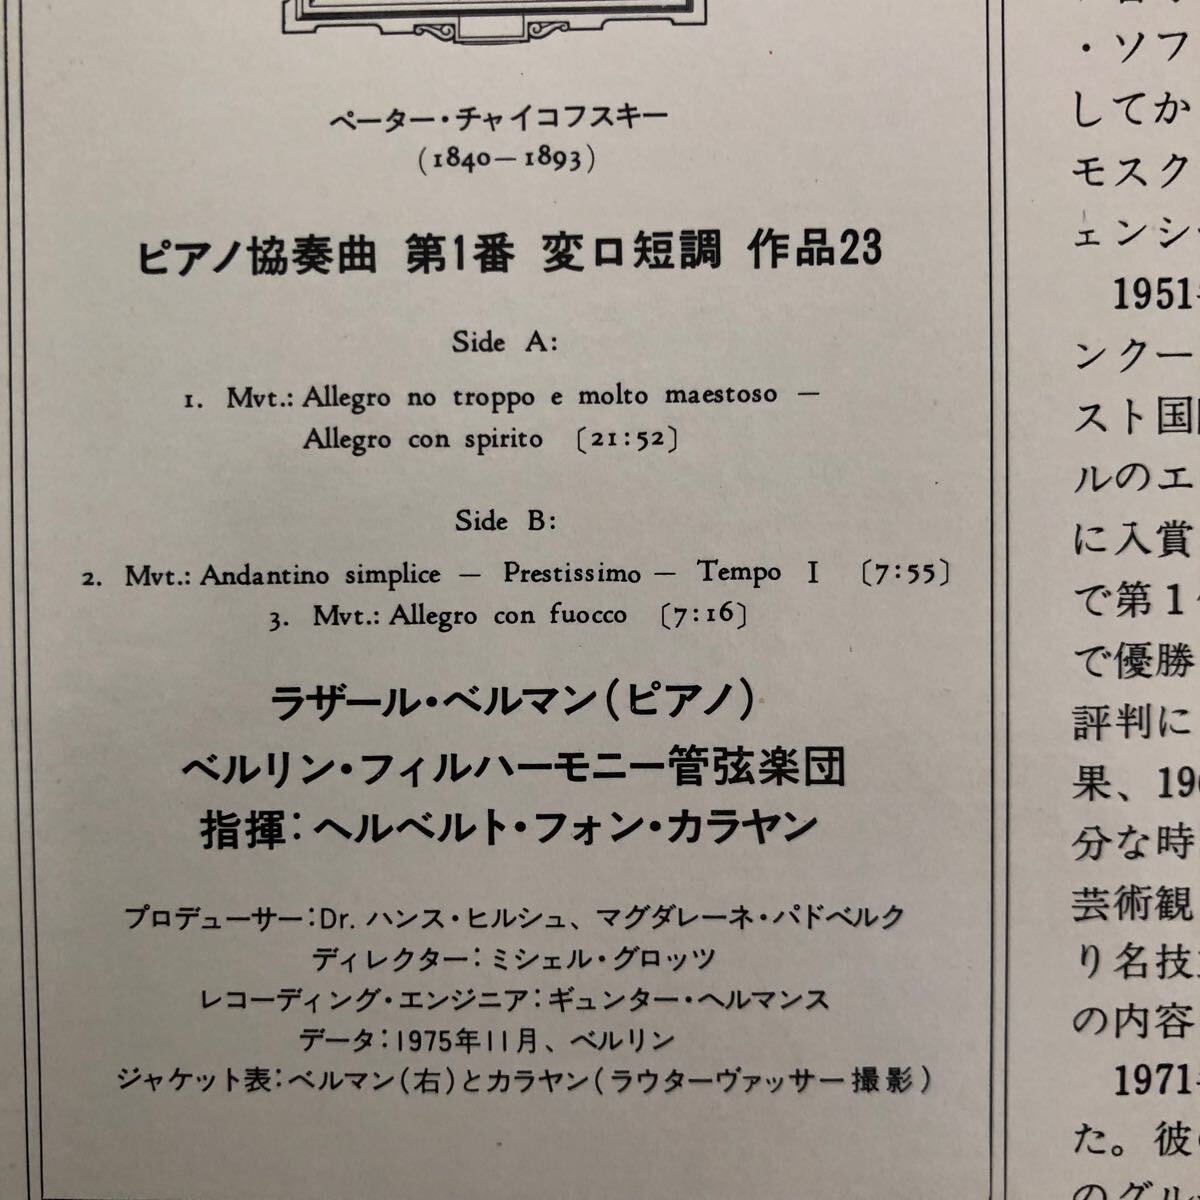 ペーター・チャイコフスキー
(1840—1893)
ピアノ協奏曲 第1番 変ロ短調 作品23
Side A:
1. Mvt.: Allegro no troppo e molto maestoso —
Allegro con spirito [21:52]
Side B:
2. Mvt.: Andantino simplice — Prestissimo — Tempo I [7:55]
3. Mvt.: Allegro con fuocco [7:16]
ラザール・ベルマン(ピアノ)
ベルリン・フィルハーモニー管弦楽団
指揮:ヘルベルト・フォン・カラヤン
プロデューサー:Dr. ハンス・ヒルシュ、マグダレーネ・パドベルク
ディレクター:ミシェル・グロッツ
レコーディング・エンジニア:ギュンター・ヘルマンス
データ:1975年11月、ベルリン
ジャケット表:ベルマン(右)とカラヤン(ラウターヴァッサー撮影)
・ソフ
してか
モスク
ェンシ
1951
ンクー
スト国
ルのエ
に入賞
で第1
で優勝
評判に
果、19
分な時
芸術観
り名技
の内容
1971
た。彼
のグル